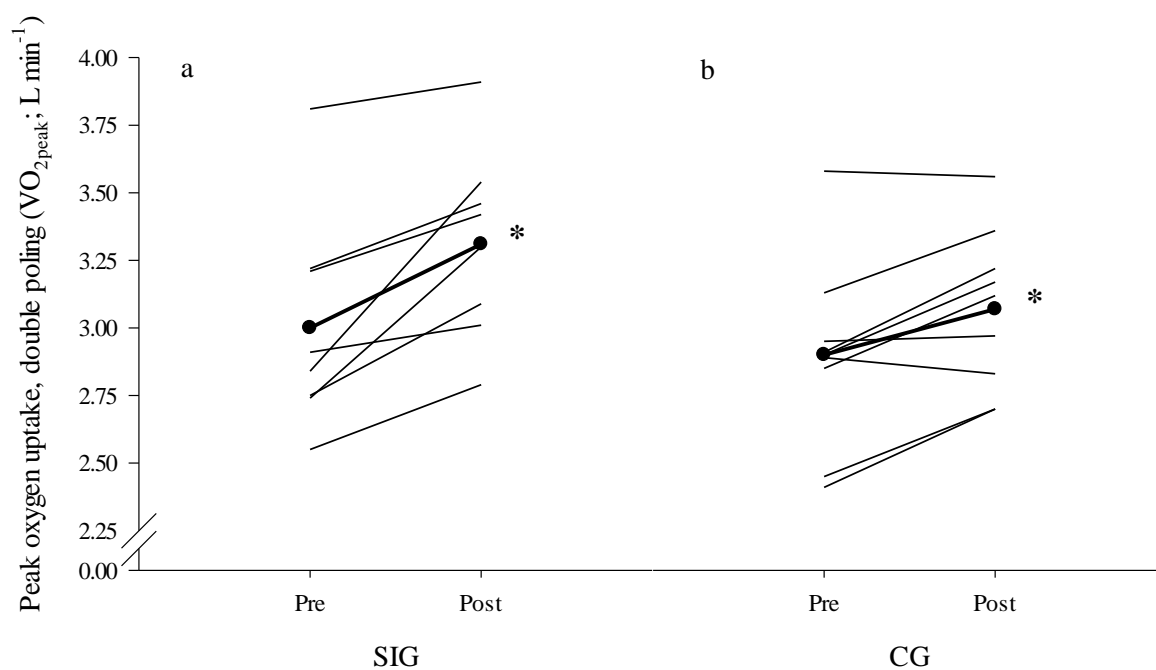 Peak oxygen uptake, double poling (VO2peak; L min-1)
a
b
4.00
3.75
3.50
3.25
3.00
2.75
2.50
2.25
0.00
*
*
Pre
Post
Pre
Post
SIG
CG